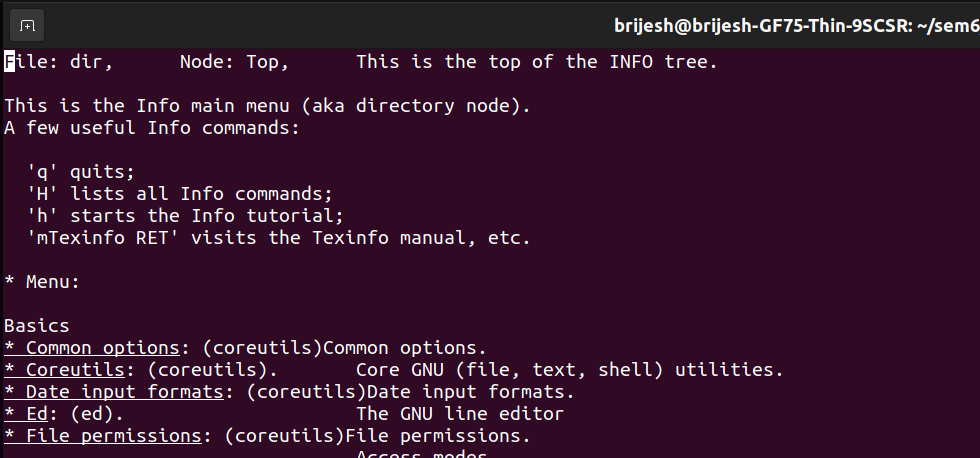 brijesh@brijesh-GF75-Thin-9SCSR: ~/sem6
File: dir,      Node: Top,      This is the top of the INFO tree.
This is the Info main menu (aka directory node).
A few useful Info commands:
  'q' quits;
  'H' lists all Info commands;
  'h' starts the Info tutorial;
  'mTexinfo RET' visits the Texinfo manual, etc.
* Menu:
Basics
* Common options: (coreutils)Common options.
* Coreutils: (coreutils).       Core GNU (file, text, shell) utilities.
* Date input formats: (coreutils)Date input formats.
* Ed: (ed).                     The GNU line editor
* File permissions: (coreutils)File permissions.
                                Access modes.